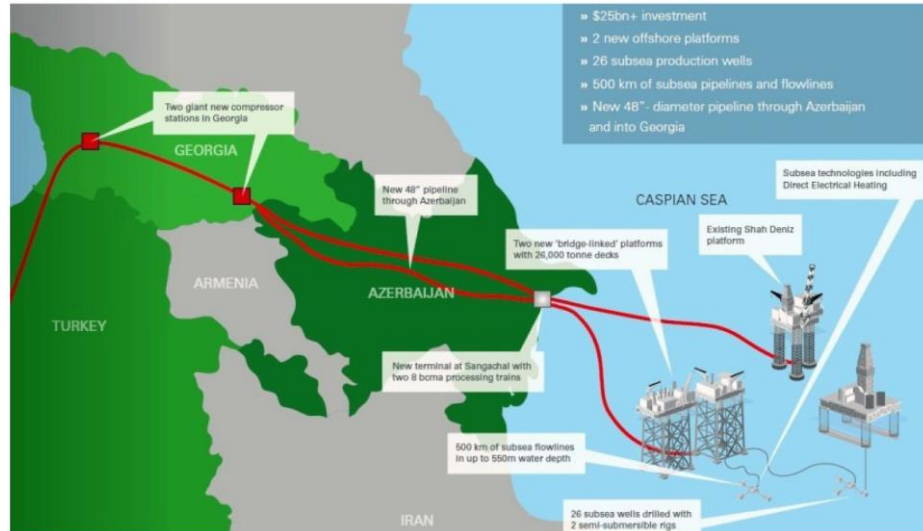 » $25bn+ investment
» 2 new offshore platforms
» 26 subsea production wells
» 500 km of subsea pipelines and flowlines
» New 48"- diameter pipeline through Azerbaijan
and into Georgia
Two giant new compressor
stations in Georgia
GEORGIA
New 48" pipeline
through Azerbaijan
Subsea technologies including
Direct Electrical Heating
CASPIAN SEA
Existing Shah Deniz
platform
Two new 'bridge-linked' platforms
with 26,000 tonne decks
ARMENIA
AZERBAIJAN
TURKEY
New terminal at Sangachal with
two 8 bcma processing trains
500 km of subsea flowlines
in up to 550m water depth
26 subsea wells drilled with
2 semi-submersible rigs
IRAN